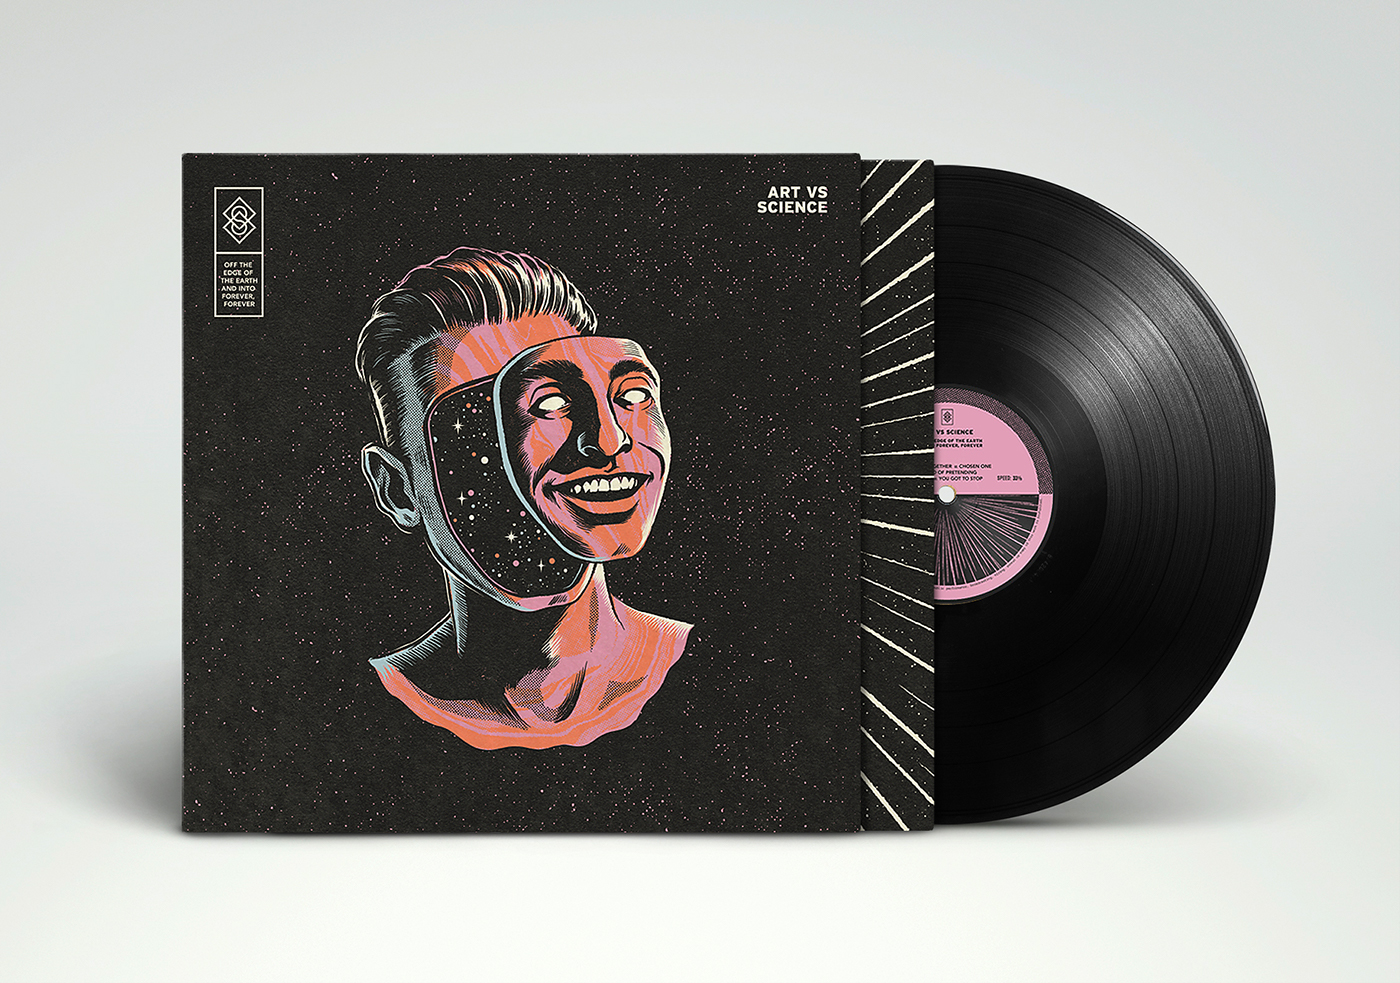 ART VS
SCIENCE
OFF THE
EDGE OF
THE EARTH
AND INTO
FOREVER,
FOREVER
VS SCIENCE
EDGE OF THE EARTH
FOREVER, FOREVER
CHOSEN ONE
OF PRETENDING
YOU GOT TO STOP
SPEED: 33⅓